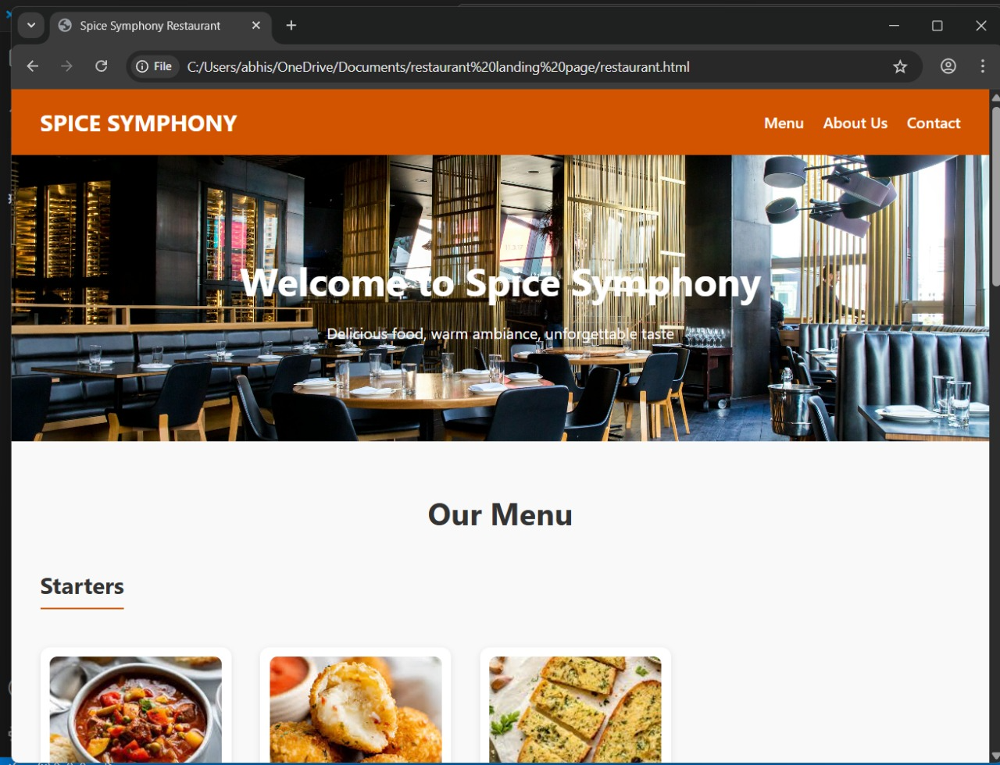 Spice Symphony Restaurant
File C:/Users/abhis/OneDrive/Documents/restaurant%20landing%20page/restaurant.html
SPICE SYMPHONY
Menu About Us Contact
Welcome to Spice Symphony
Delicious food, warm ambiance, unforgettable taste
Our Menu
Starters